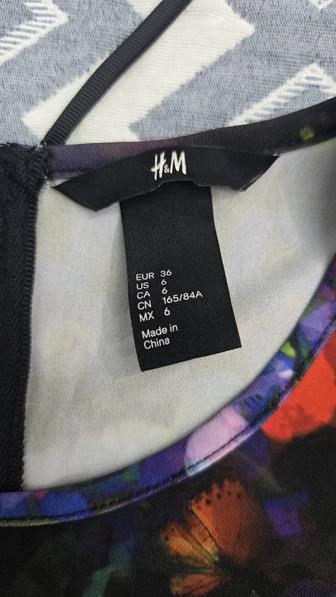 H&M
EUR 36
US 6
CA 6
CN 165/84A
MX 6
Made in
China